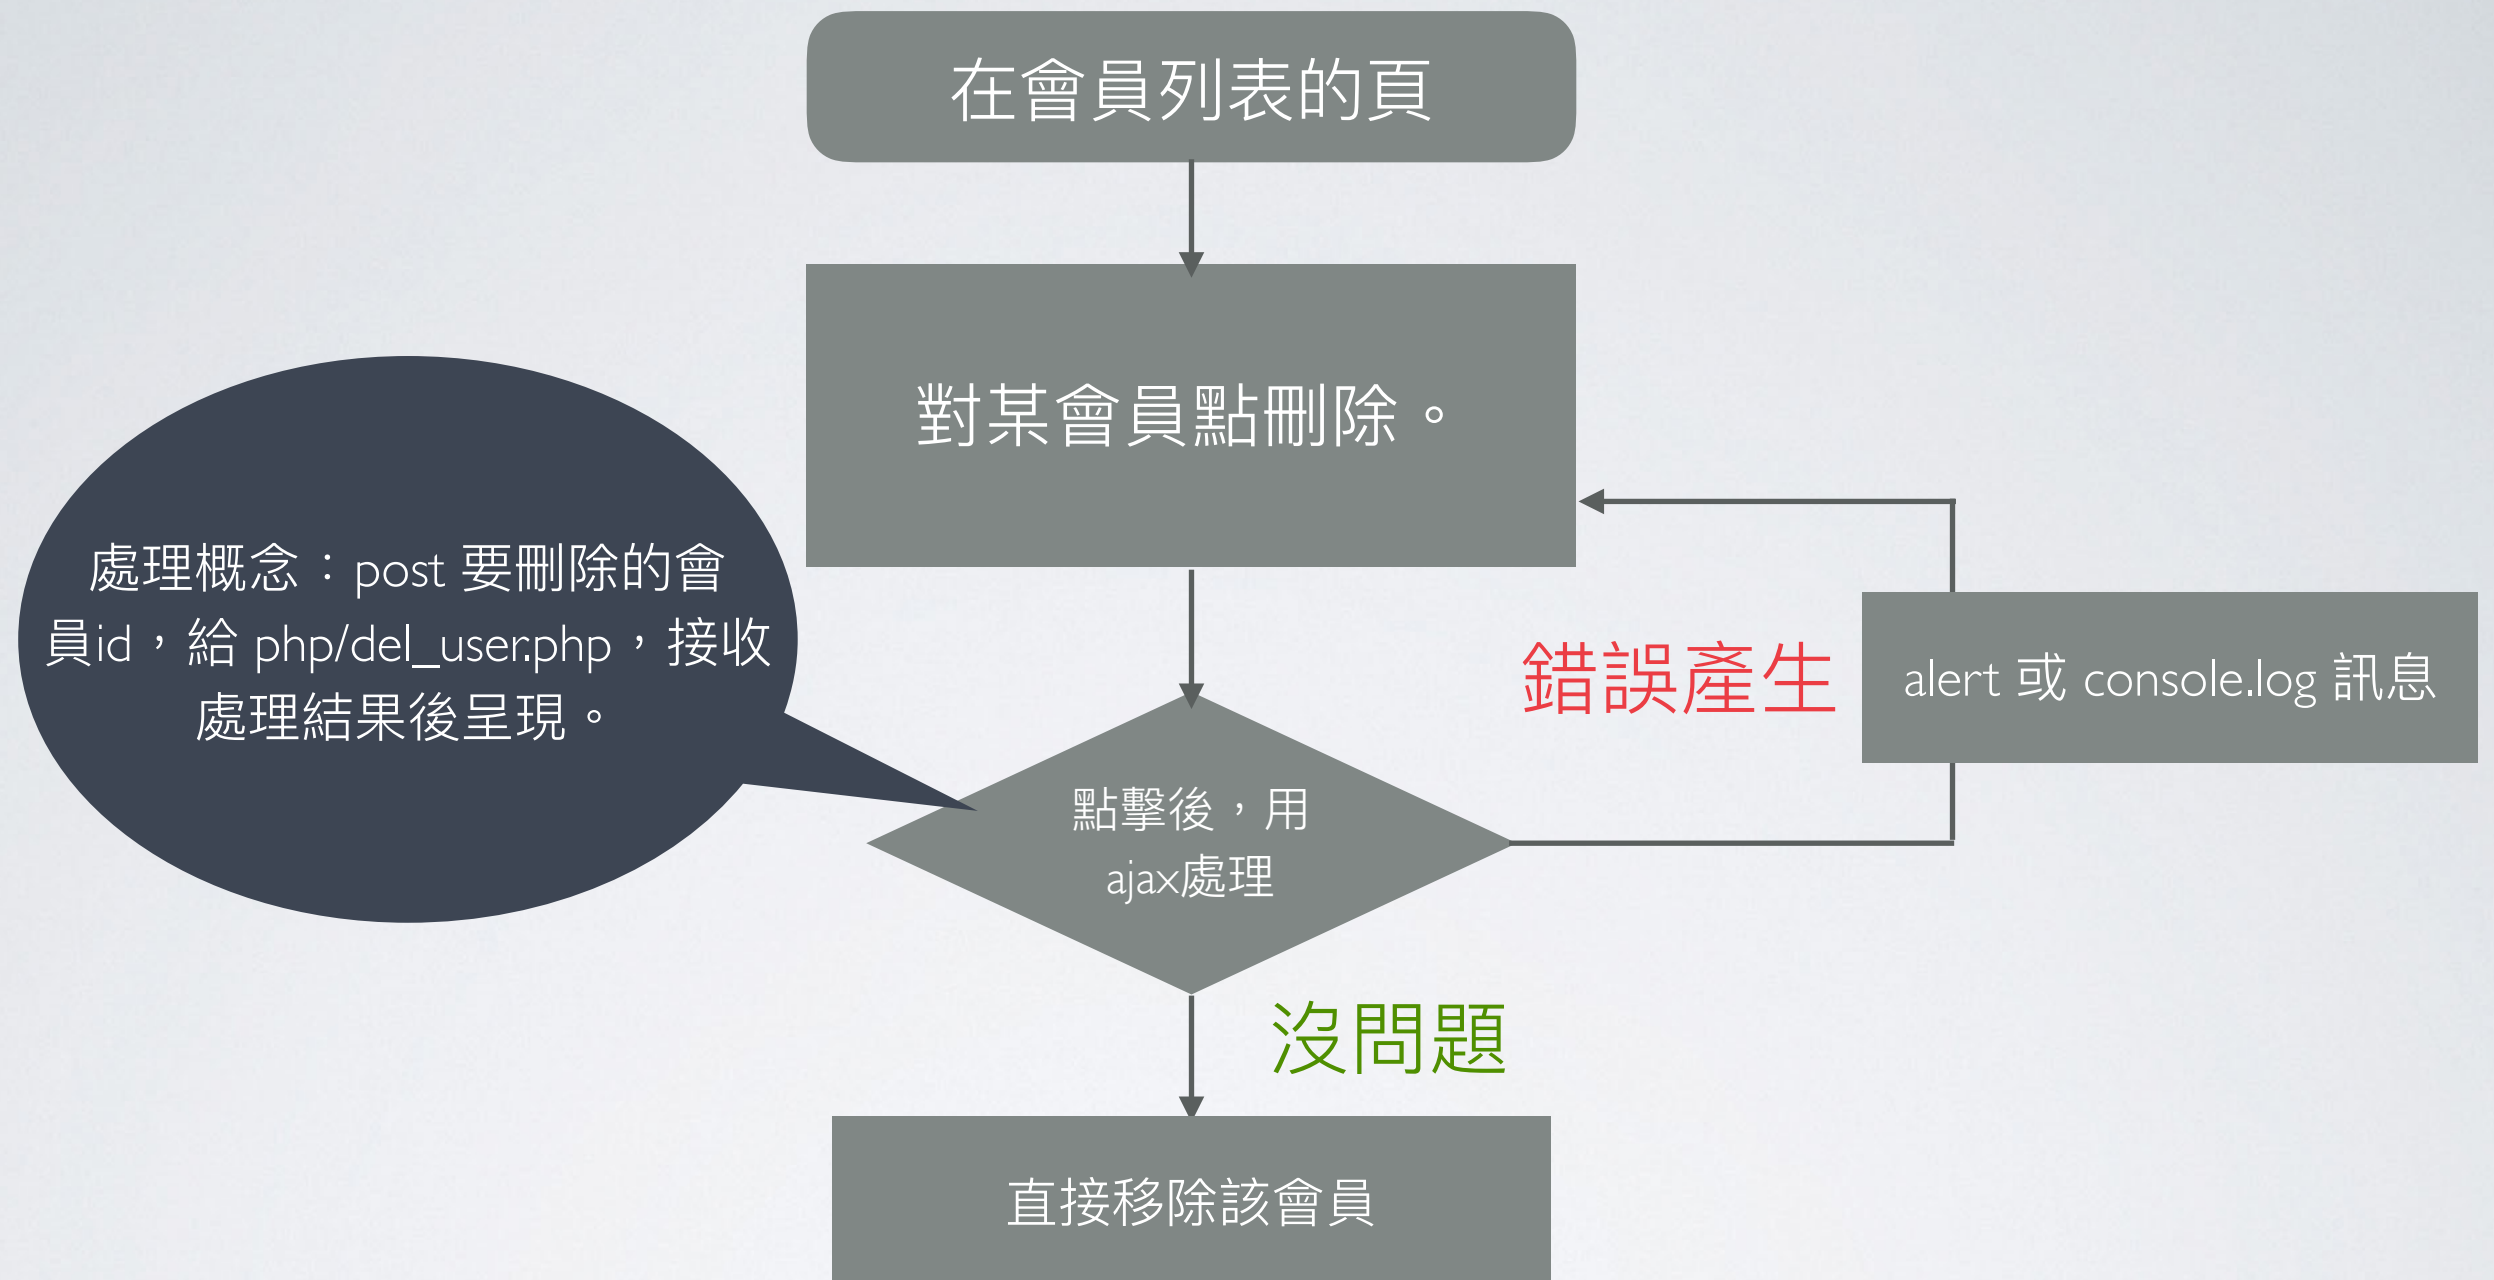 在會員列表的頁
對某會員點刪除。
處理概念：post 要刪除的會
員id，給 php/del_user.php，接收
處理結果後呈現。
錯誤產生
alert 或 console.log 訊息
點擊後，用
ajax處理
沒問題
直接移除該會員